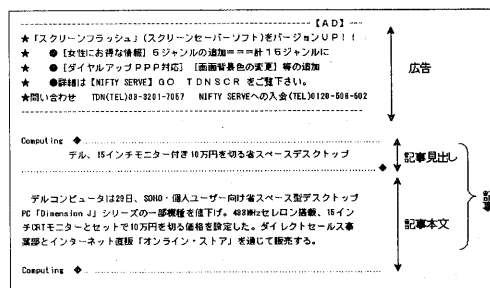 【AD】
★「スクリーンフラッシュ」(スクリーンセーバーソフト)をバージョンUP!!
★ ●[女性にお得な情報]5ジャンルの追加===計15ジャンルに
★ ●[ダイヤルアップPPP対応][画面背景色の変更]等の追加
★ ●詳細は【NIFTY SERVE】GO TDNSCR をご覧下さい。
★問い合わせ TDN(TEL)03-3201-7067 NIFTY SERVEへの入会(TEL)0120-508-502
広告
Computing ◆
デル、15インチモニター付き10万円を切る省スペースデスクトップ
◆
記事見出し
デルコンピュータは29日、SOHO・個人ユーザー向け省スペース型デスクトップ
PC「Dimension J」シリーズの一部機種を値下げ。433MHzセレロン搭載、15イン
チCRTモニターとセットで10万円を切る価格を設定した。ダイレクトセールス事
業部とインターネット直販「オンライン・ストア」を通じて販売する。
記事本文
Computing ◆